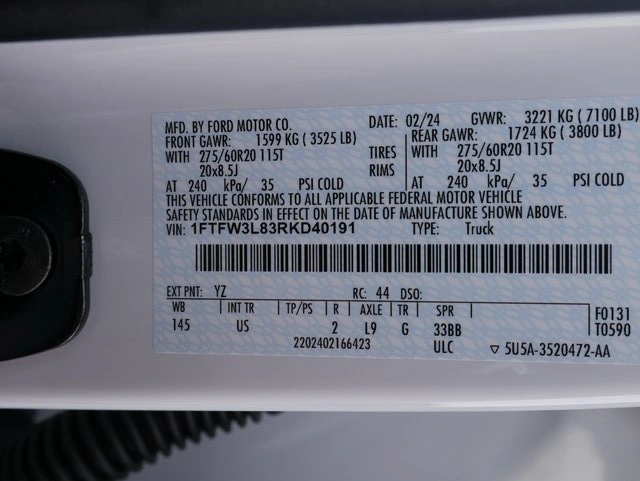 MFD. BY FORD MOTOR CO. DATE: 02/24 GVWR: 3221 KG ( 7100 LB)
FRONT GAWR: 1599 KG ( 3525 LB) REAR GAWR: 1724 KG ( 3800 LB)
WITH 275/60R20 115T TIRES WITH 275/60R20 115T
20x8.5J RIMS 20x8.5J
AT 240 kPa/ 35 PSI COLD AT 240 kPa/ 35 PSI COLD
THIS VEHICLE CONFORMS TO ALL APPLICABLE FEDERAL MOTOR VEHICLE
SAFETY STANDARDS IN EFFECT ON THE DATE OF MANUFACTURE SHOWN ABOVE.
VIN: 1FTFW3L83RKD40191 TYPE: Truck
EXT PNT: YZ RC: 44 DSO:
WB INT TR TP/PS R AXLE TR SPR F0131
145 US 2 L9 G 33BB T0590
2202402166423 ULC ▽ 5U5A-3520472-AA